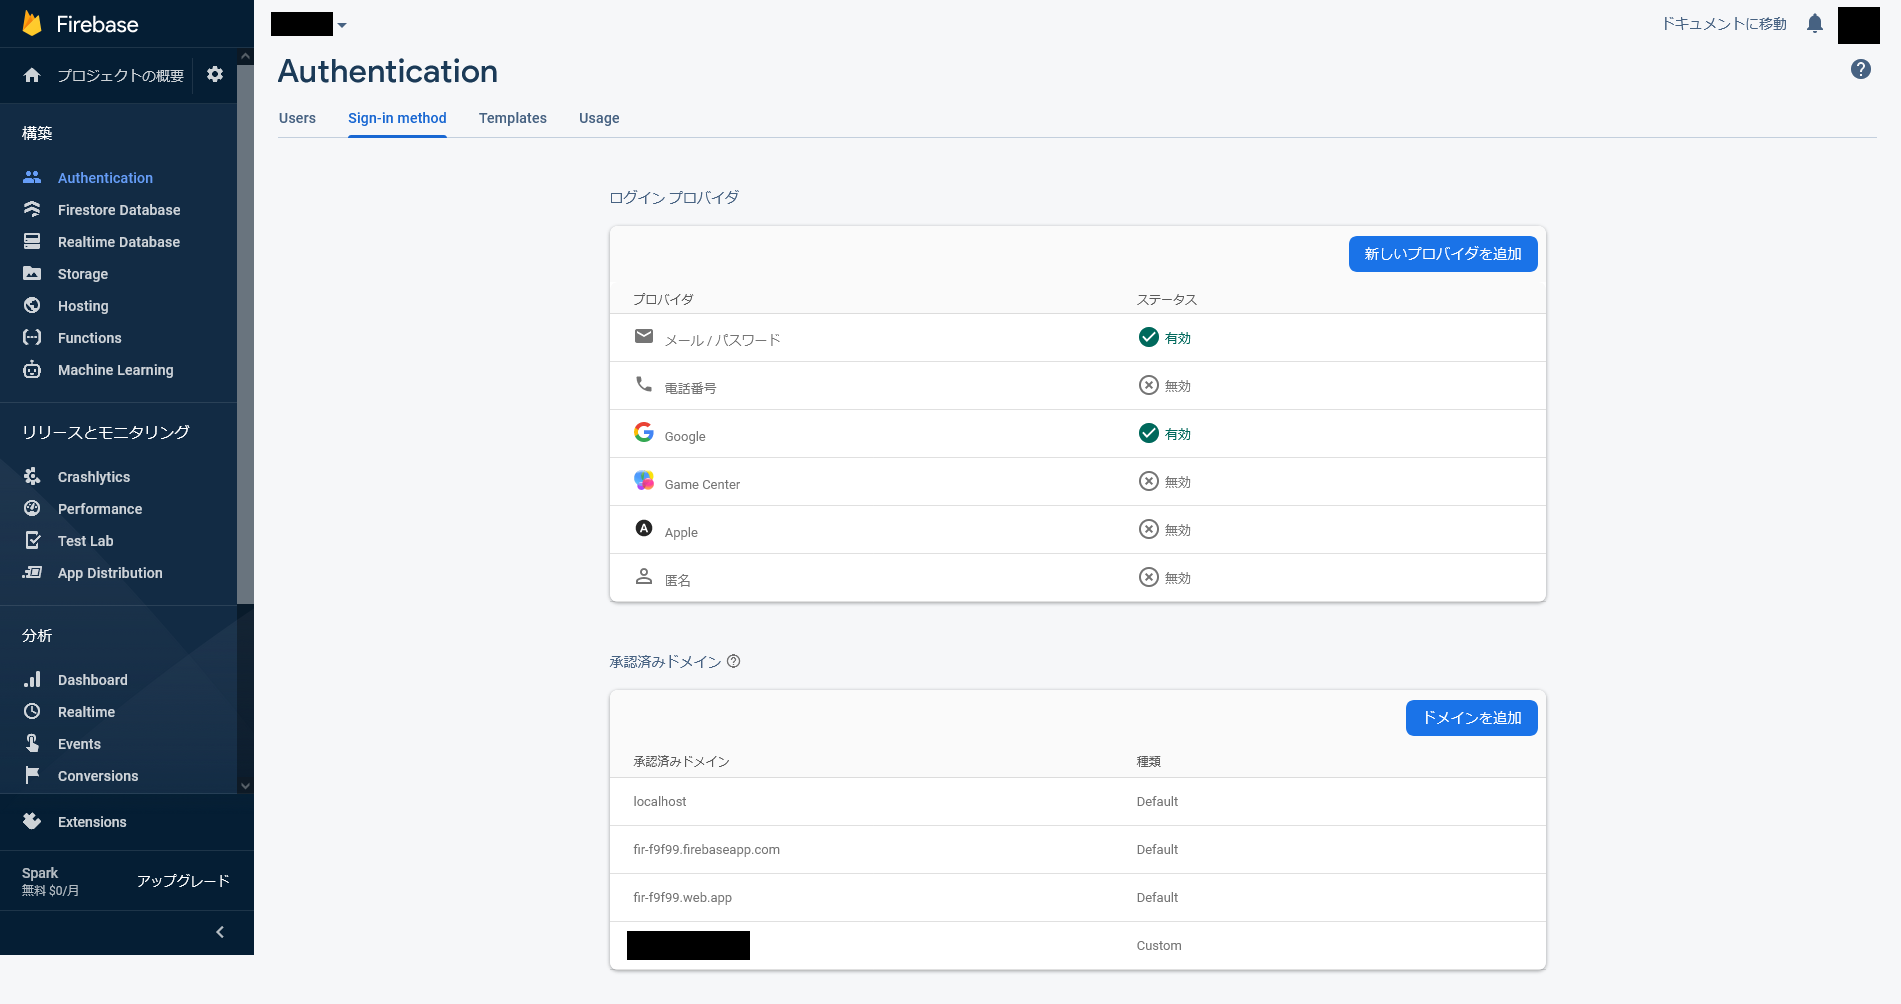 Firebase
プロジェクトの概要
構築
Authentication
Firestore Database
Realtime Database
Storage
Hosting
Functions
Machine Learning
リリースとモニタリング
Crashlytics
Performance
Test Lab
App Distribution
分析
Dashboard
Realtime
Events
Conversions
Extensions
Spark
無料 $0/月
アップグレード
ドキュメントに移動
Authentication
Users Sign-in method Templates Usage
ログイン プロバイダ
新しいプロバイダを追加
プロバイダ ステータス
メール / パスワード 有効
電話番号 無効
Google 有効
Game Center 無効
Apple 無効
匿名 無効
承認済みドメイン
ドメインを追加
承認済みドメイン 種類
localhost Default
fir-f9f99.firebaseapp.com Default
fir-f9f99.web.app Default
Custom